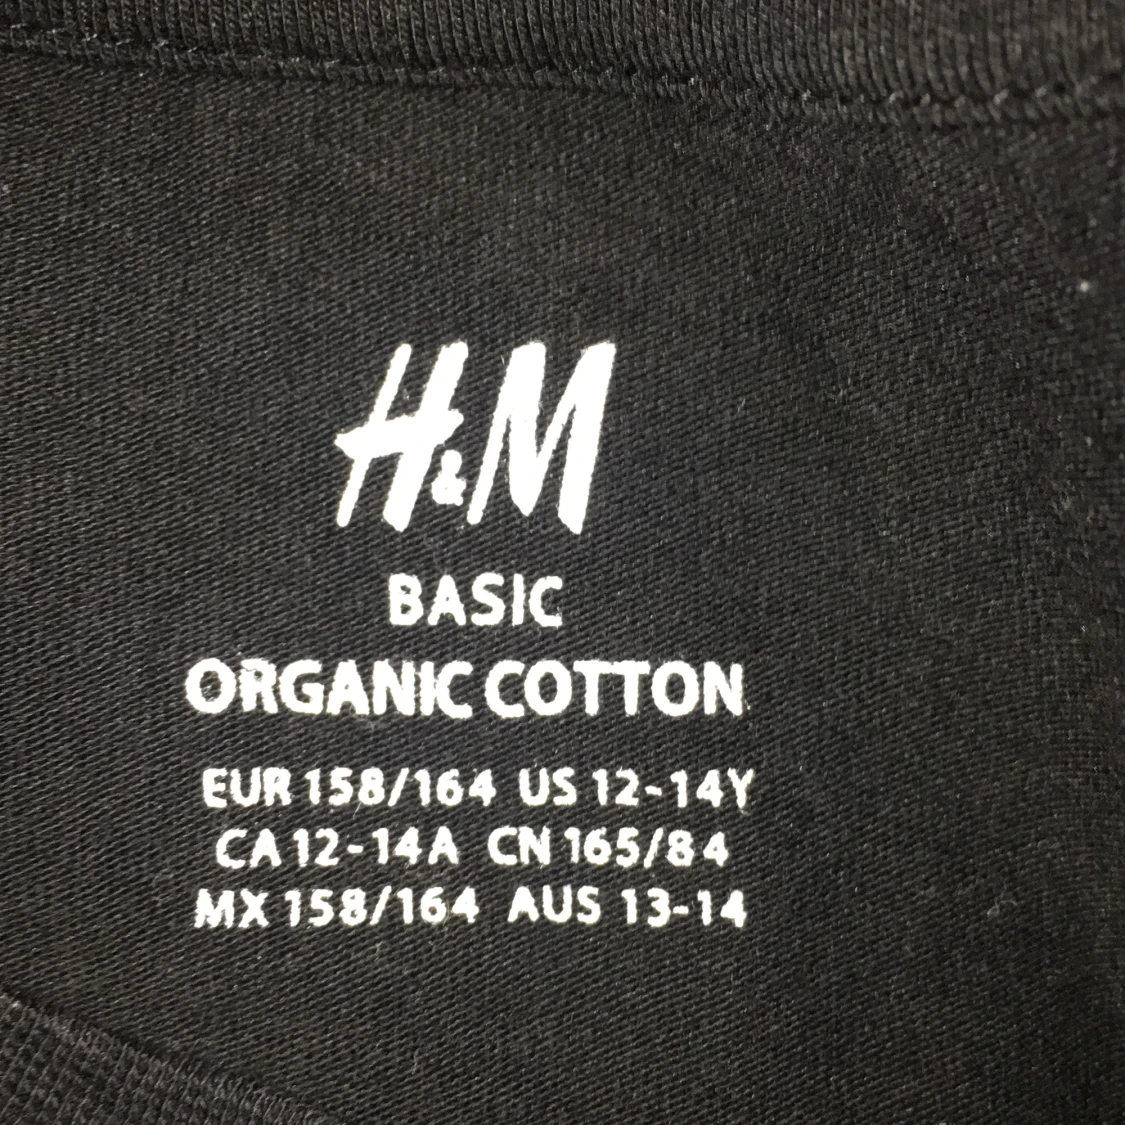 H&M
BASIC
ORGANIC COTTON
EUR 158/164 US 12-14Y
CA 12-14A CN 165/84
MX 158/164 AUS 13-14